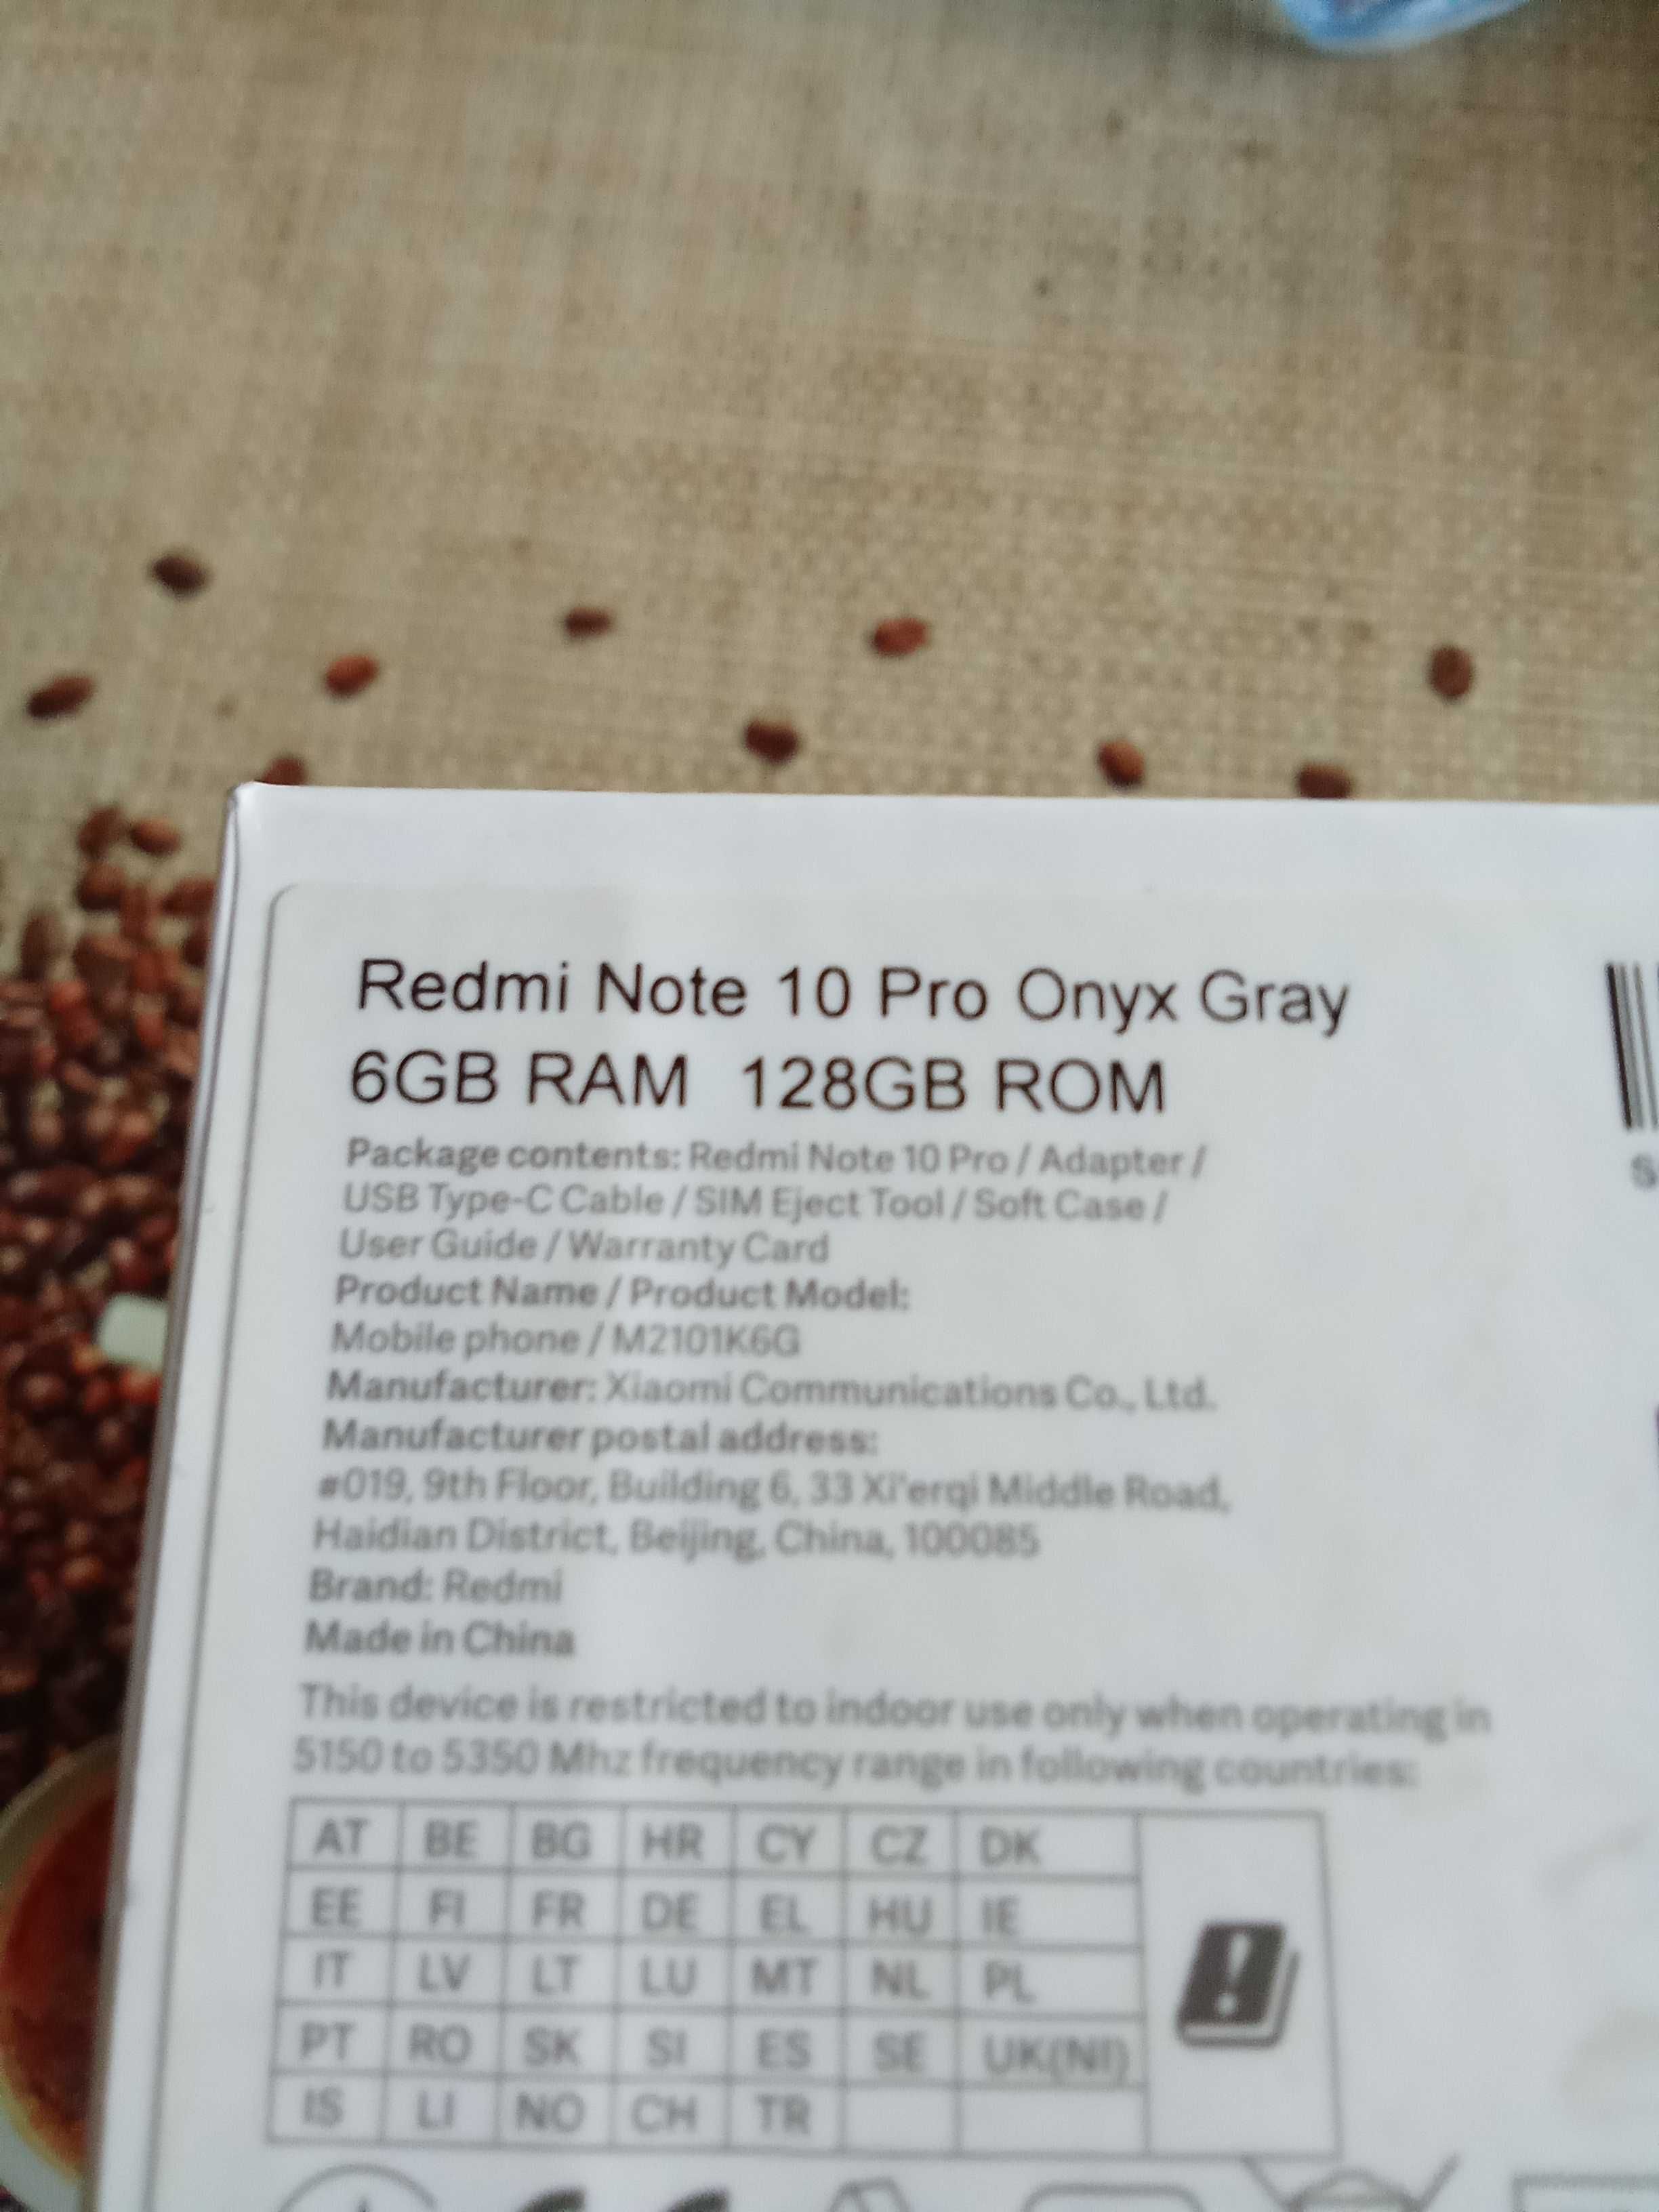 Redmi Note 10 Pro Onyx Gray
6GB RAM 128GB ROM
Package contents: Redmi Note 10 Pro / Adapter /
USB Type-C Cable / SIM Eject Tool / Soft Case /
User Guide / Warranty Card
Product Name / Product Model:
Mobile phone / M2101K6G
Manufacturer: Xiaomi Communications Co., Ltd.
Manufacturer postal address:
#019, 9th Floor, Building 6, 33 Xi'erqi Middle Road,
Haidian District, Beijing, China, 100085
Brand: Redmi
Made in China
This device is restricted to indoor use only when operating in
5150 to 5350 Mhz frequency range in following countries:
AT BE BG HR CY CZ DK
EE FI FR DE EL HU IE
IT LV LT LU MT NL PL
PT RO SK SI ES SE UK(NI)
IS LI NO CH TR